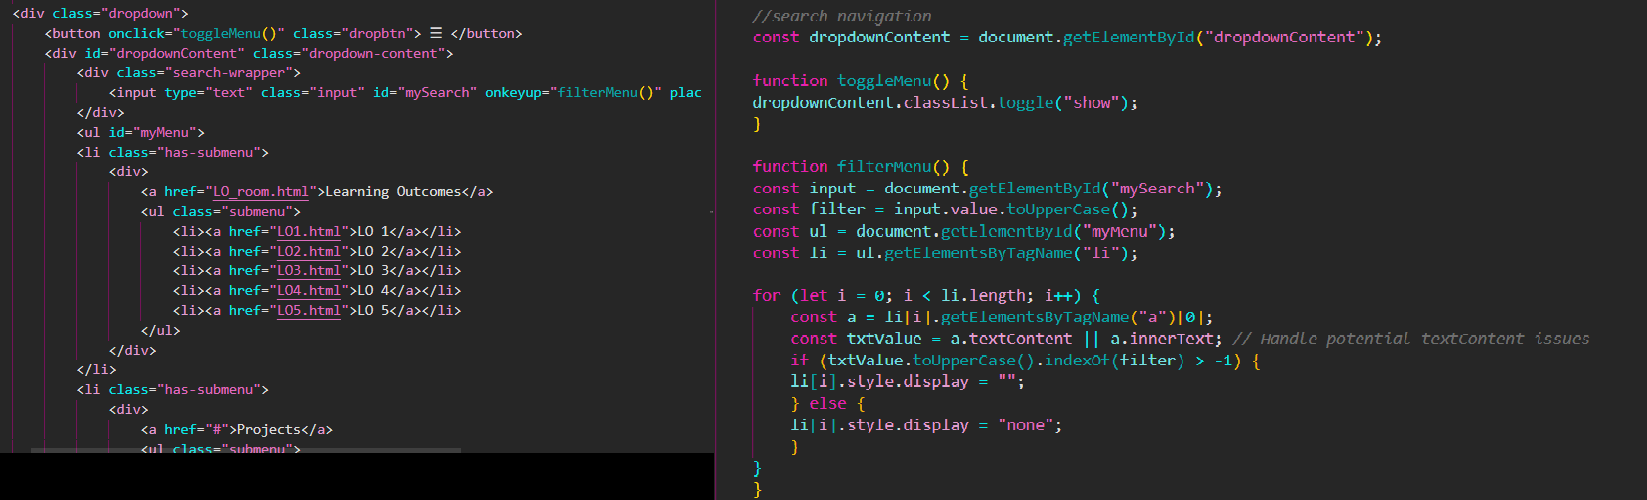 <div class="dropdown">
<button onclick="toggleMenu()" class="dropbtn"> ☰ </button>
<div id="dropdownContent" class="dropdown-content">
<div class="search-wrapper">
<input type="text" class="input" id="mySearch" onkeyup="filterMenu()" plac
</div>
<ul id="myMenu">
<li class="has-submenu">
<div>
<a href="LO_room.html">Learning Outcomes</a>
<ul class="submenu">
<li><a href="LO1.html">LO 1</a></li>
<li><a href="LO2.html">LO 2</a></li>
<li><a href="LO3.html">LO 3</a></li>
<li><a href="LO4.html">LO 4</a></li>
<li><a href="LO5.html">LO 5</a></li>
</ul>
</div>
</li>
<li class="has-submenu">
<div>
<a href="#">Projects</a>
<ul class="submenu">
//search navigation
const dropdownContent = document.getElementById("dropdownContent");
function toggleMenu() {
dropdownContent.classList.toggle("show");
}
function filterMenu() {
const input = document.getElementById("mySearch");
const filter = input.value.toUpperCase();
const ul = document.getElementById("myMenu");
const li = ul.getElementsByTagName("li");
for (let i = 0; i < li.length; i++) {
const a = li[i].getElementsByTagName("a")[0];
const txtValue = a.textContent || a.innerText; // Handle potential textContent issues
if (txtValue.toUpperCase().indexOf(filter) > -1) {
li[i].style.display = "";
} else {
li[i].style.display = "none";
}
}
}